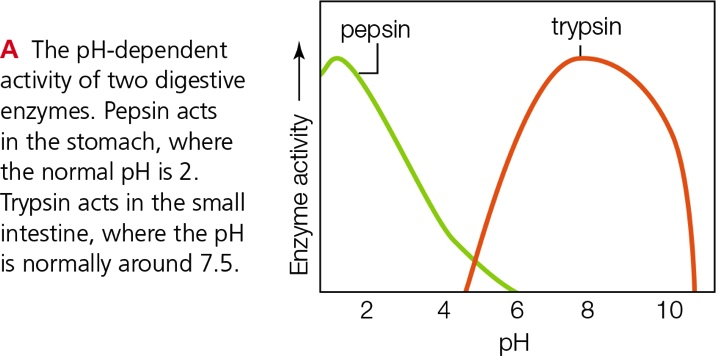 A The pH-dependent
activity of two digestive
enzymes. Pepsin acts
in the stomach, where
the normal pH is 2.
Trypsin acts in the small
intestine, where the pH
is normally around 7.5.
Enzyme activity
pepsin
trypsin
2 4 6 8 10
pH